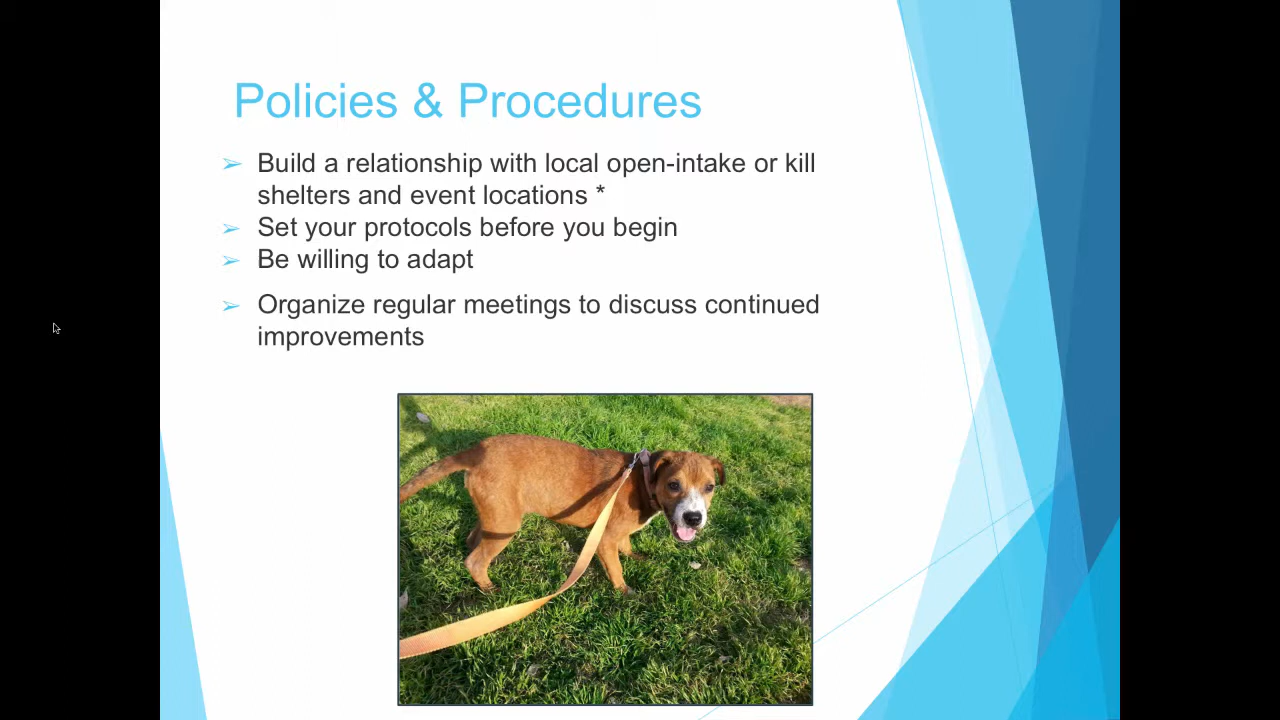 Policies & Procedures
➢ Build a relationship with local open-intake or kill
shelters and event locations *
➢ Set your protocols before you begin
➢ Be willing to adapt
➢ Organize regular meetings to discuss continued
improvements